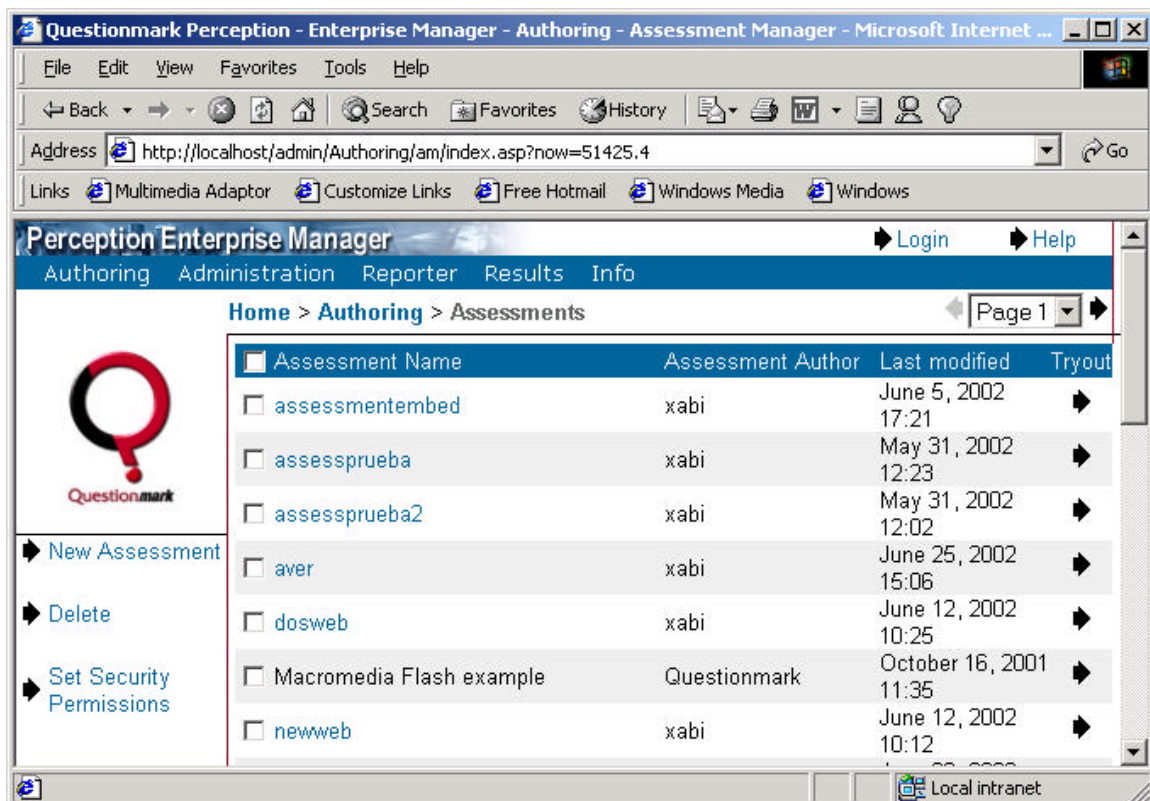 Questionmark Perception - Enterprise Manager - Authoring - Assessment Manager - Microsoft Internet ...
File Edit View Favorites Tools Help
Back Search Favorites History
Address http://localhost/admin/Authoring/am/index.asp?now=51425.4 Go
Links Multimedia Adaptor Customize Links Free Hotmail Windows Media Windows
Perception Enterprise Manager Login Help
Authoring Administration Reporter Results Info
Home > Authoring > Assessments Page 1
Questionmark
New Assessment
Delete
Set Security
Permissions
Assessment Name Assessment Author Last modified Tryout
assessmentembed xabi June 5, 2002
17:21
assessprueba xabi May 31, 2002
12:23
assessprueba2 xabi May 31, 2002
12:02
aver xabi June 25, 2002
15:06
dosweb xabi June 12, 2002
10:25
Macromedia Flash example Questionmark October 16, 2001
11:35
newweb xabi June 12, 2002
10:12
Local intranet